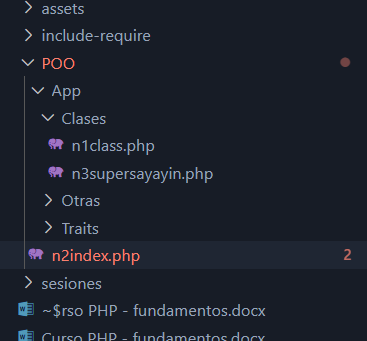 assets
include-require
POO
App
Clases
n1class.php
n3supersayayin.php
Otras
Traits
n2index.php 2
sesiones
~$rso PHP - fundamentos.docx
Curso PHP - fundamentos.docx